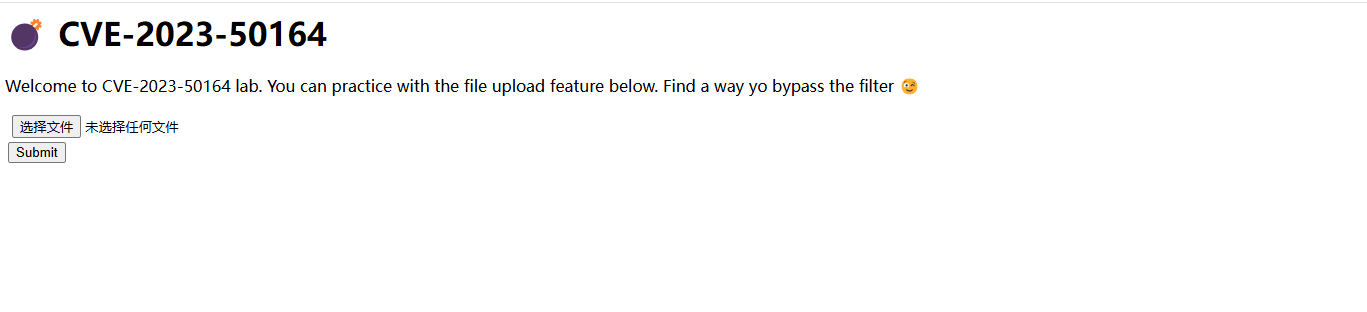 CVE-2023-50164
Welcome to CVE-2023-50164 lab. You can practice with the file upload feature below. Find a way yo bypass the filter 😉
选择文件 未选择任何文件
Submit